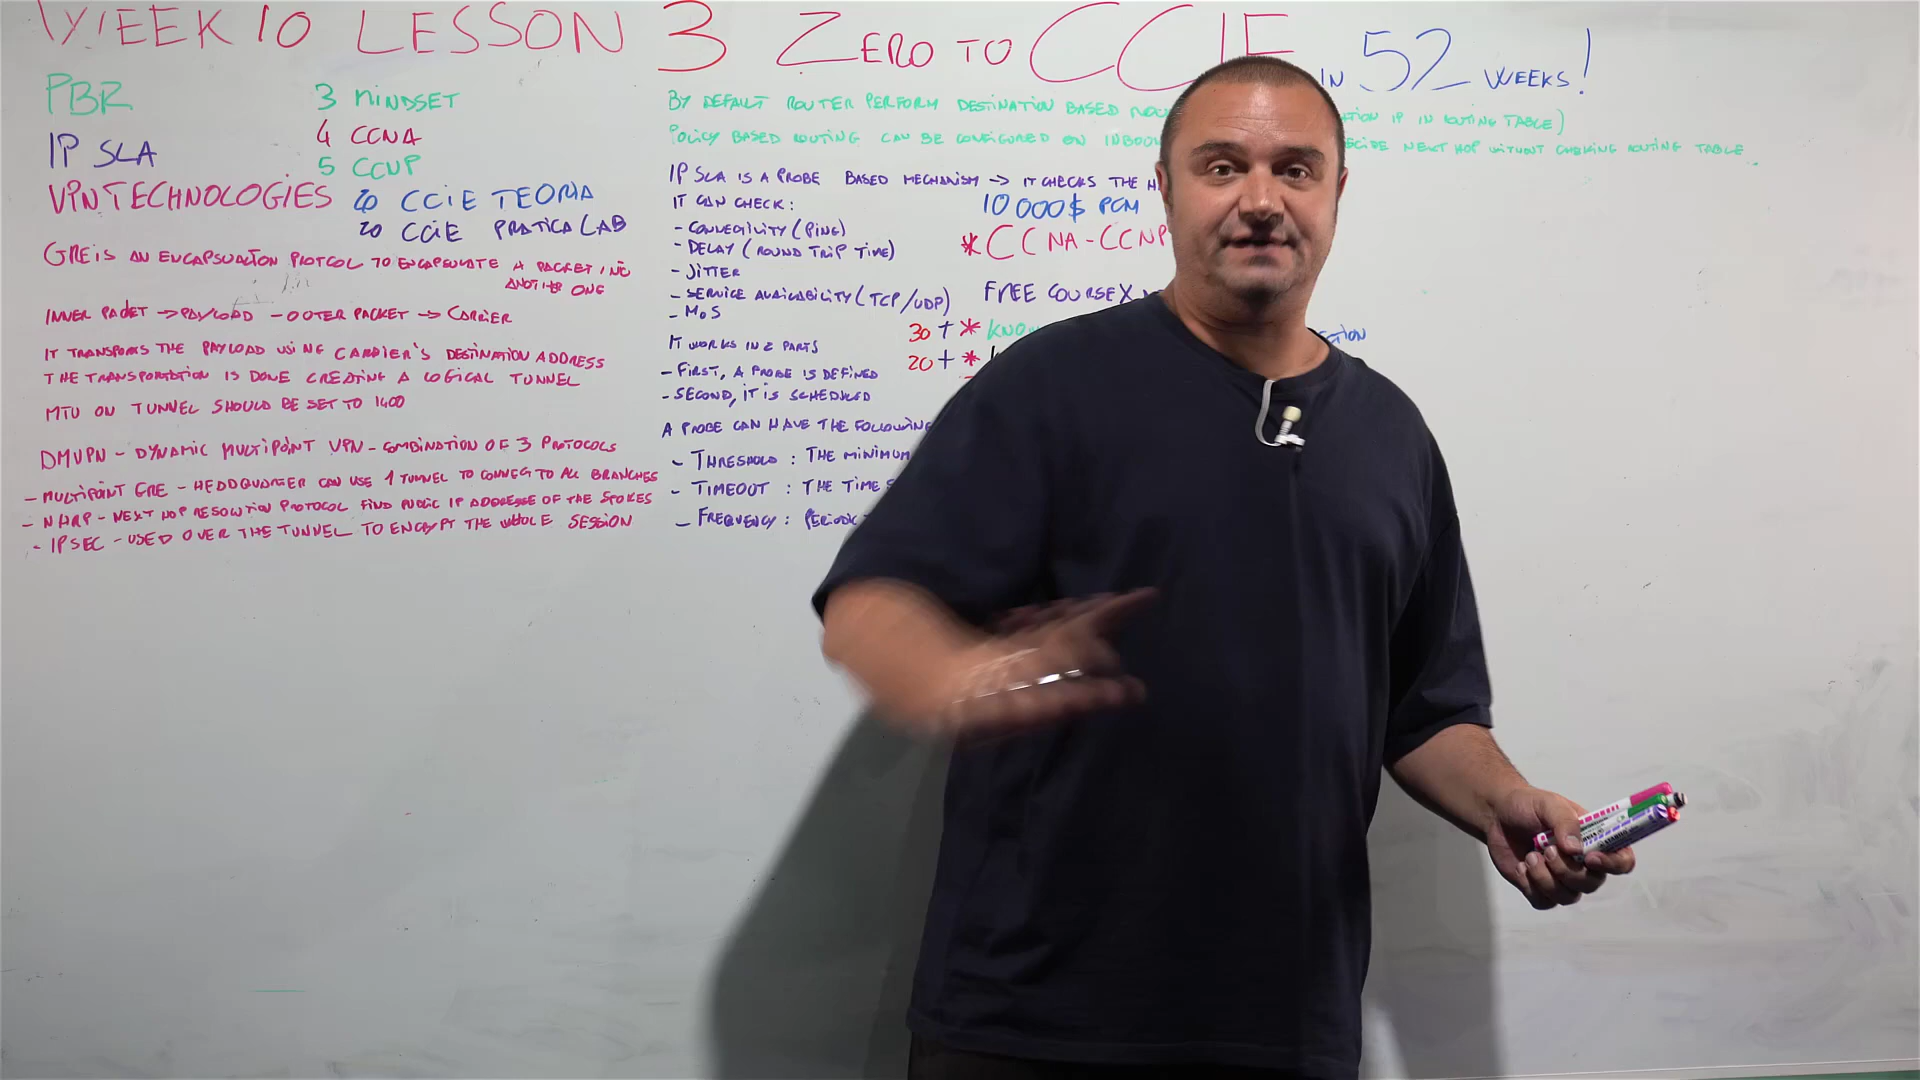 WEEK 10 LESSON 3 ZERO TO CCIE IN 52 WEEKS!
PBR
IP SLA
VPN TECHNOLOGIES
3 MINDSET
4 CCNA
5 CCNP
20 CCIE TEORIA
20 CCIE PRATICA LAB
GRE IS AN ENCAPSULATION PROTCOL TO ENCAPSULATE A PACKET INTO
ANOTHER ONE
INNER PACKET → PAYLOAD - OUTER PACKET → CARRIER
IT TRANSPORTS THE PAYLOAD USING CARRIER'S DESTINATION ADDRESS
THE TRANSPORTATION IS DONE CREATING A LOGICAL TUNNEL
MTU ON TUNNEL SHOULD BE SET TO 1400
DMVPN - DYNAMIC MULTIPOINT VPN - COMBINATION OF 3 PROTOCOLS
- MULTIPOINT GRE - HEADQUARTER CAN USE 1 TUNNEL TO CONNECT TO ALL BRANCHES
- NHRP - NEXT HOP RESOLUTION PROTOCOL FIND PUBLIC IP ADDRESSE OF THE SPOKES
- IPSEC - USED OVER THE TUNNEL TO ENCRYPT THE WHOLE SESSION
BY DEFAULT ROUTER PERFORM DESTINATION BASED IP IN ROUTING TABLE)
POLICY BASED ROUTING CAN BE CONFIGURED ON NEXT HOP WITHOUT CHECKING ROUTING TABLE
IP SLA IS A PROBE BASED MECHANISM → IT CHECKS THE
IT CAN CHECK:
- CONNECTIVITY (PING)
- DELAY (ROUND TRIP TIME)
- JITTER
- SERVICE AVAILABILITY (TCP/UDP)
- MOS
10 000$ PCM
* CCNA - CCNP
FREE COURSE
30 + *
20 + *
IT WORKS IN 2 PARTS
- FIRST, A PROBE IS DEFINED
- SECOND, IT IS SCHEDULED
A PROBE CAN HAVE THE FOLLOWING
- THRESHOLD : THE MINIMUM
- TIMEOUT : THE TIME
- FREQUENCY : PERIODIC